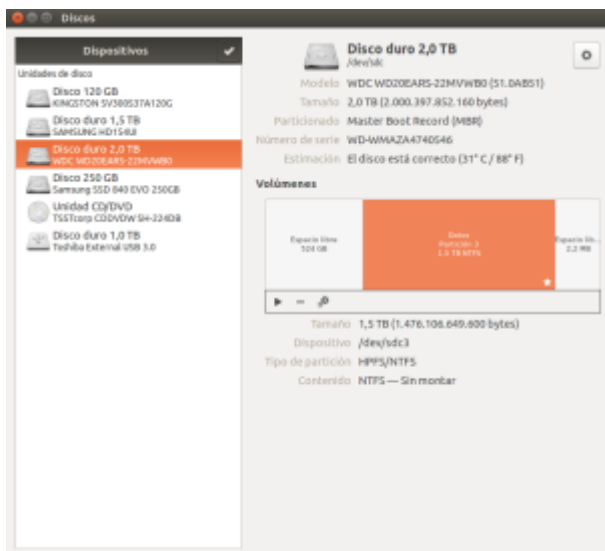 Discos
Dispositivos
Unidades de disco
Disco 120 GB
KINGSTON SV300S37A120G
Disco duro 1,5 TB
SAMSUNG HD154UI
Disco duro 2,0 TB
WDC WD20EARS-22MVWB0
Disco 250 GB
Samsung SSD 840 EVO 250GB
Unidad CD/DVD
TSSTcorp CDDVDW SH-224DB
Disco duro 1,0 TB
Toshiba External USB 3.0
Disco duro 2,0 TB
/dev/sdc
Modelo WDC WD20EARS-22MVWB0 (51.0AB51)
Tamaño 2,0 TB (2.000.397.852.160 bytes)
Particionado Master Boot Record (MBR)
Número de serie WD-WMAZA4740546
Estimación El disco está correcto (31° C / 88° F)
Volúmenes
Espacio libre
524 GB
Datos
Partición 3
1,5 TB NTFS
Espacio lib...
2,2 MB
Tamaño 1,5 TB (1.476.106.649.600 bytes)
Dispositivo /dev/sdc3
Tipo de partición HPFS/NTFS
Contenido NTFS — Sin montar